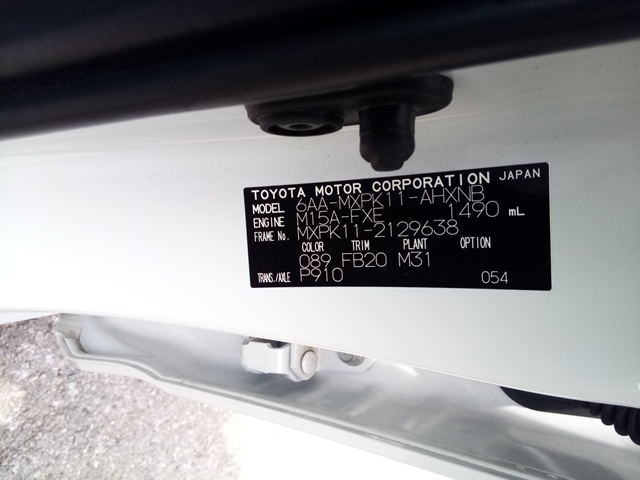 TOYOTA MOTOR CORPORATION JAPAN
MODEL 6AA-MXPK11-AHXNB
ENGINE M15A-FXE 1490 mL
FRAME No. MXPK11-2129638
COLOR TRIM PLANT OPTION
089 FB20 M31
TRANS./AXLE P910 054